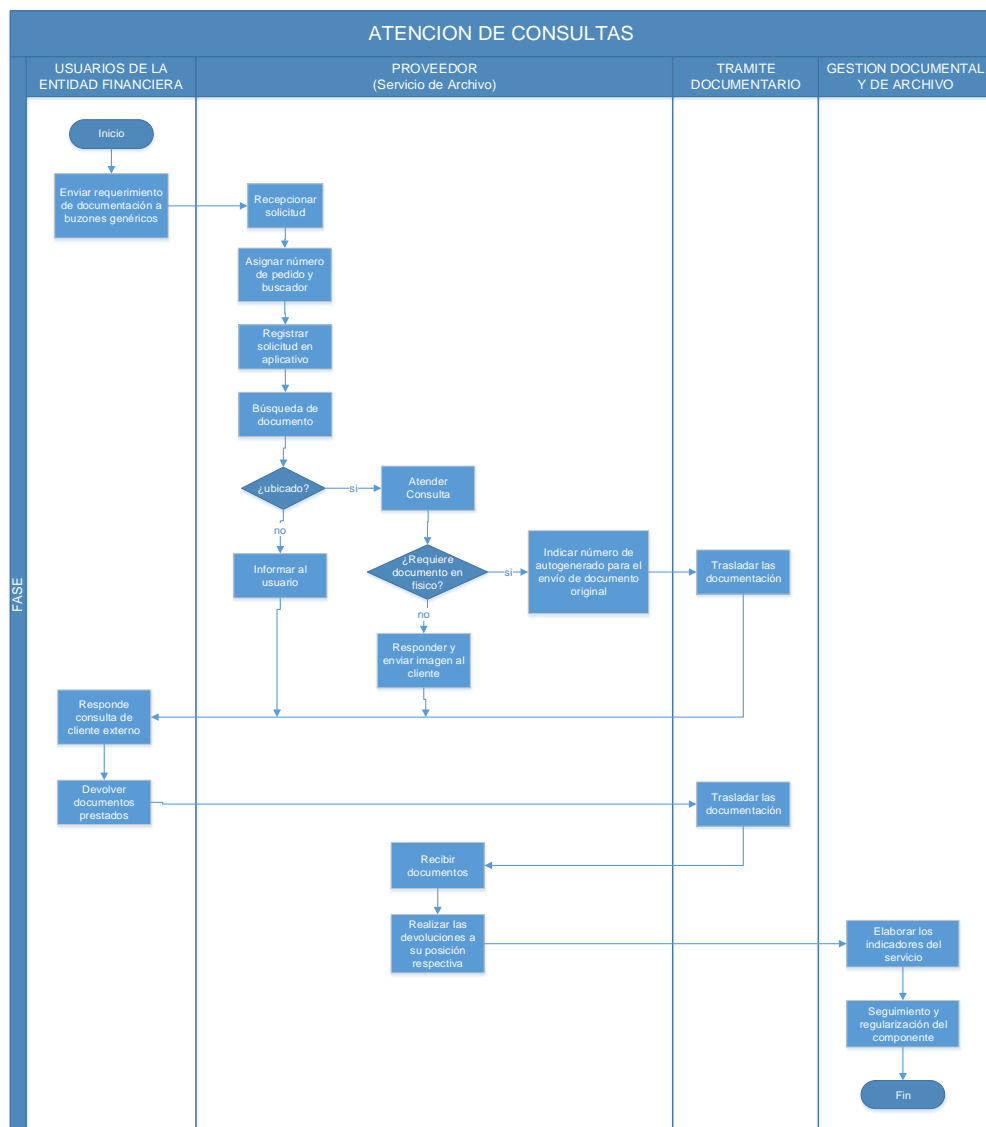 ATENCION DE CONSULTAS
USUARIOS DE LA
ENTIDAD FINANCIERA
PROVEEDOR
(Servicio de Archivo)
TRAMITE
DOCUMENTARIO
GESTION DOCUMENTAL
Y DE ARCHIVO
FASE
Inicio
Enviar requerimiento
de documentación a
buzones genéricos
Recepcionar
solicitud
Asignar número
de pedido y
buscador
Registrar
solicitud en
aplicativo
Búsqueda de
documento
¿ubicado?
si
Atender
Consulta
no
Informar al
usuario
¿Requiere
documento en
fisico?
si
Indicar número de
autogenerado para el
envío de documento
original
Trasladar las
documentación
no
Responder y
enviar imagen al
cliente
Responde
consulta de
cliente externo
Devolver
documentos
prestados
Trasladar las
documentación
Recibir
documentos
Realizar las
devoluciones a
su posición
respectiva
Elaborar los
indicadores del
servicio
Seguimiento y
regularización del
componente
Fin